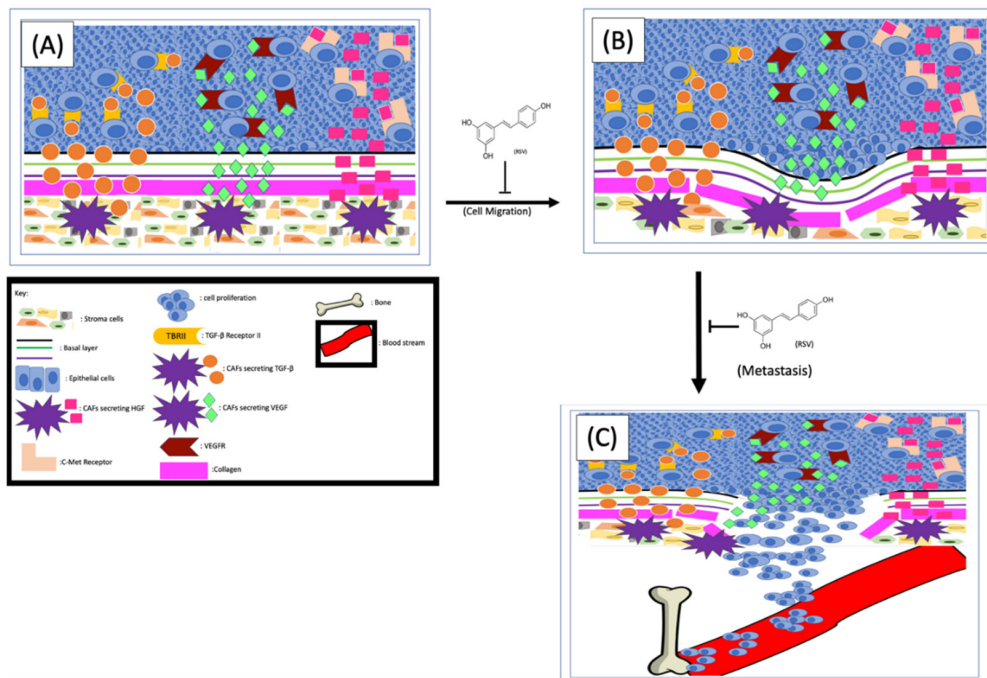 (A)
(B)
HO
OH
OH
(RSV)
(Cell Migration)
Key:
: Stroma cells
: Basal layer
: Epithelial cells
: CAFs secreting HGF
:C-Met Receptor
: cell proliferation
TBRII
: TGF-β Receptor II
: CAFs secreting TGF-β
: CAFs secreting VEGF
: VEGFR
:Collagen
: Bone
: Blood stream
HO
OH
OH
(RSV)
(Metastasis)
(C)